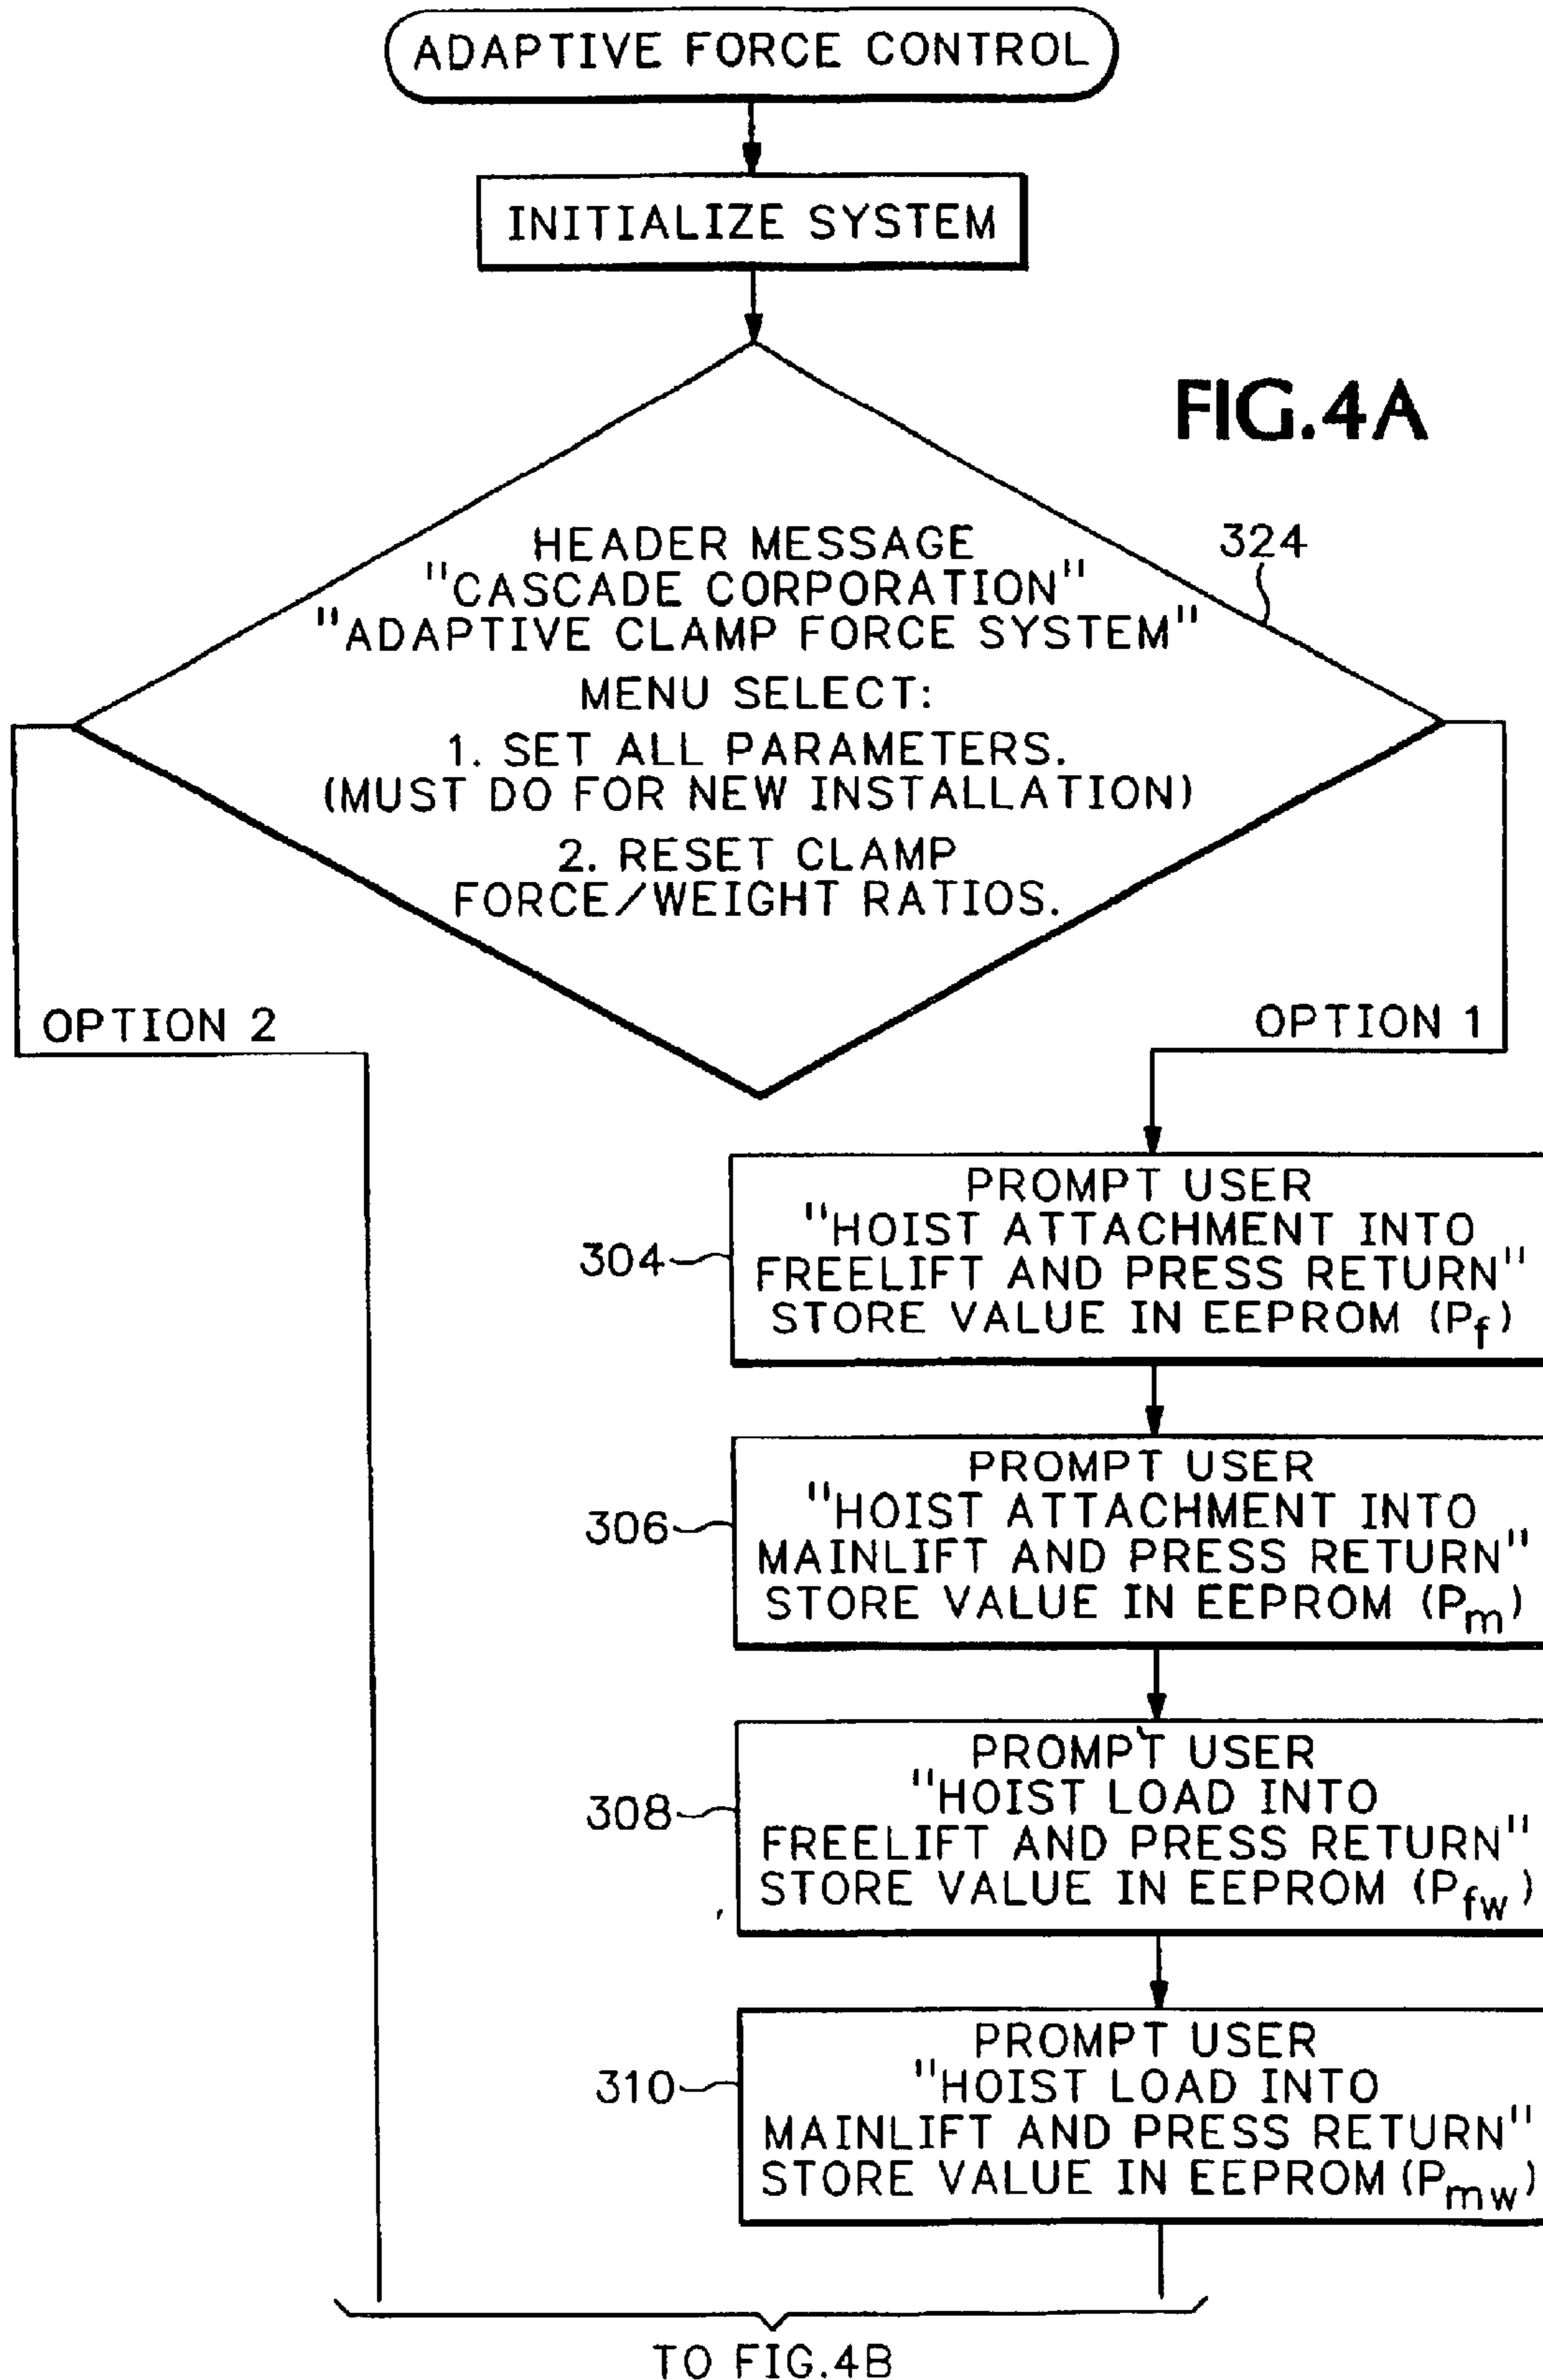 ADAPTIVE FORCE CONTROL
INITIALIZE SYSTEM
FIG.4A
HEADER MESSAGE
"CASCADE CORPORATION"
"ADAPTIVE CLAMP FORCE SYSTEM"
324
MENU SELECT:
1. SET ALL PARAMETERS.
(MUST DO FOR NEW INSTALLATION)
2. RESET CLAMP
FORCE/WEIGHT RATIOS.
OPTION 2
OPTION 1
304
PROMPT USER
"HOIST ATTACHMENT INTO
FREELIFT AND PRESS RETURN"
STORE VALUE IN EEPROM (Pf)
306
PROMPT USER
"HOIST ATTACHMENT INTO
MAINLIFT AND PRESS RETURN"
STORE VALUE IN EEPROM (Pm)
308
PROMPT USER
"HOIST LOAD INTO
FREELIFT AND PRESS RETURN"
STORE VALUE IN EEPROM (Pfw)
310
PROMPT USER
"HOIST LOAD INTO
MAINLIFT AND PRESS RETURN"
STORE VALUE IN EEPROM (Pmw)
TO FIG.4B